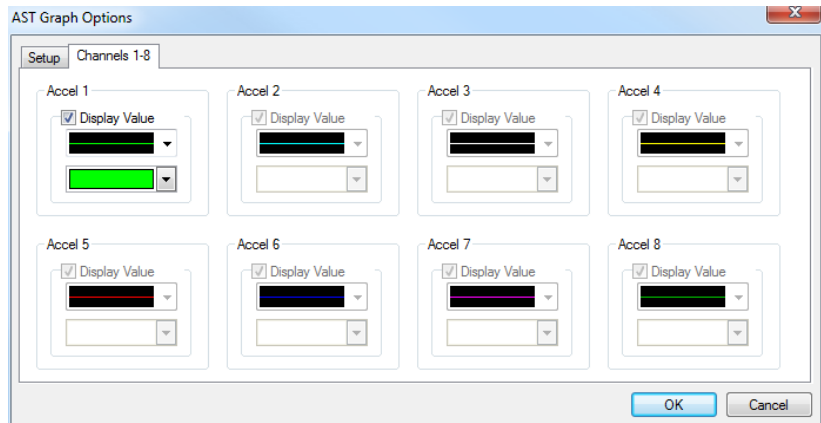 AST Graph Options
Setup Channels 1-8
Accel 1 Accel 2 Accel 3 Accel 4
Display Value Display Value Display Value Display Value
Accel 5 Accel 6 Accel 7 Accel 8
Display Value Display Value Display Value Display Value
OK Cancel